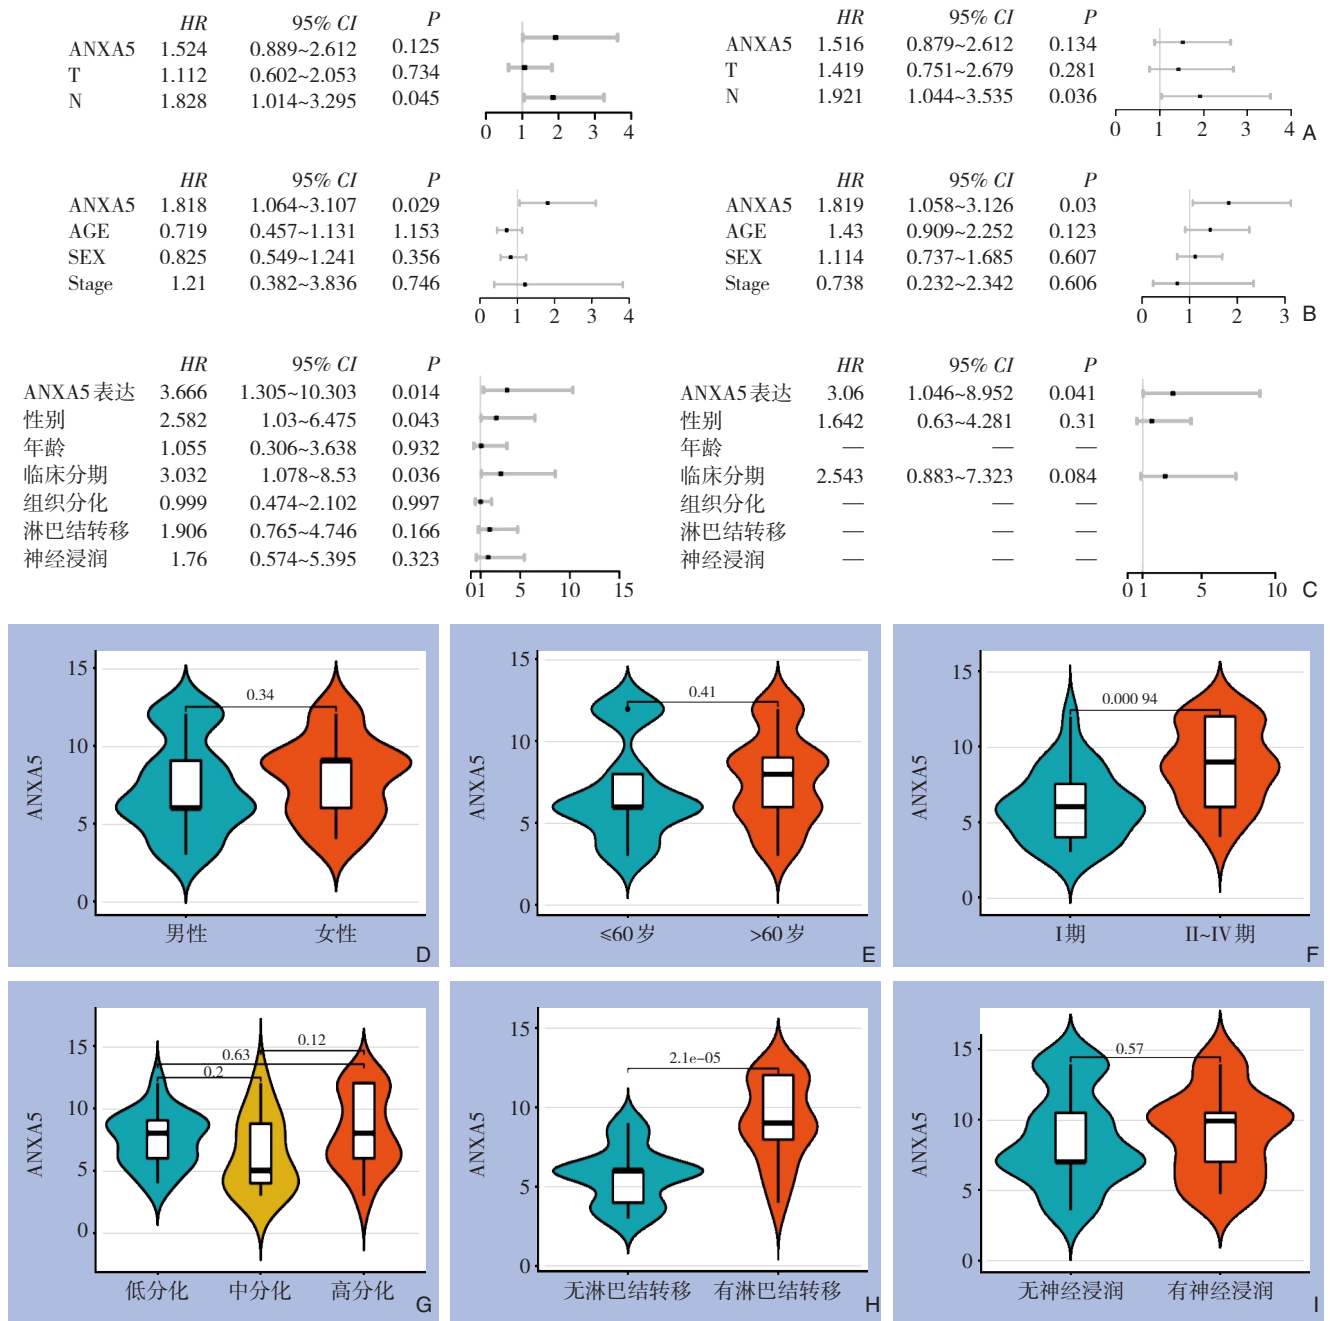 HR 95% CI P
ANXA5 1.524 0.889~2.612 0.125
T 1.112 0.602~2.053 0.734
N 1.828 1.014~3.295 0.045
0 1 2 3 4
HR 95% CI P
ANXA5 1.516 0.879~2.612 0.134
T 1.419 0.751~2.679 0.281
N 1.921 1.044~3.535 0.036
0 1 2 3 4
A
HR 95% CI P
ANXA5 1.818 1.064~3.107 0.029
AGE 0.719 0.457~1.131 1.153
SEX 0.825 0.549~1.241 0.356
Stage 1.21 0.382~3.836 0.746
0 1 2 3 4
HR 95% CI P
ANXA5 1.819 1.058~3.126 0.03
AGE 1.43 0.909~2.252 0.123
SEX 1.114 0.737~1.685 0.607
Stage 0.738 0.232~2.342 0.606
0 1 2 3
B
HR 95% CI P
ANXA5表达 3.666 1.305~10.303 0.014
性别 2.582 1.03~6.475 0.043
年龄 1.055 0.306~3.638 0.932
临床分期 3.032 1.078~8.53 0.036
组织分化 0.999 0.474~2.102 0.997
淋巴结转移 1.906 0.765~4.746 0.166
神经浸润 1.76 0.574~5.395 0.323
0 1 5 10 15
HR 95% CI P
ANXA5表达 3.06 1.046~8.952 0.041
性别 1.642 0.63~4.281 0.31
年龄 — — —
临床分期 2.543 0.883~7.323 0.084
组织分化 — — —
淋巴结转移 — — —
神经浸润 — — —
0 1 5 10
C
ANXA5
15
10
5
0
0.34
男性 女性
D
ANXA5
15
10
5
0
0.41
≤60岁 >60岁
E
ANXA5
15
10
5
0
0.000 94
I期 II~IV期
F
ANXA5
15
10
5
0
0.12
0.63
0.2
低分化 中分化 高分化
G
ANXA5
15
10
5
0
2.1e-05
无淋巴结转移 有淋巴结转移
H
ANXA5
15
10
5
0
0.57
无神经浸润 有神经浸润
I